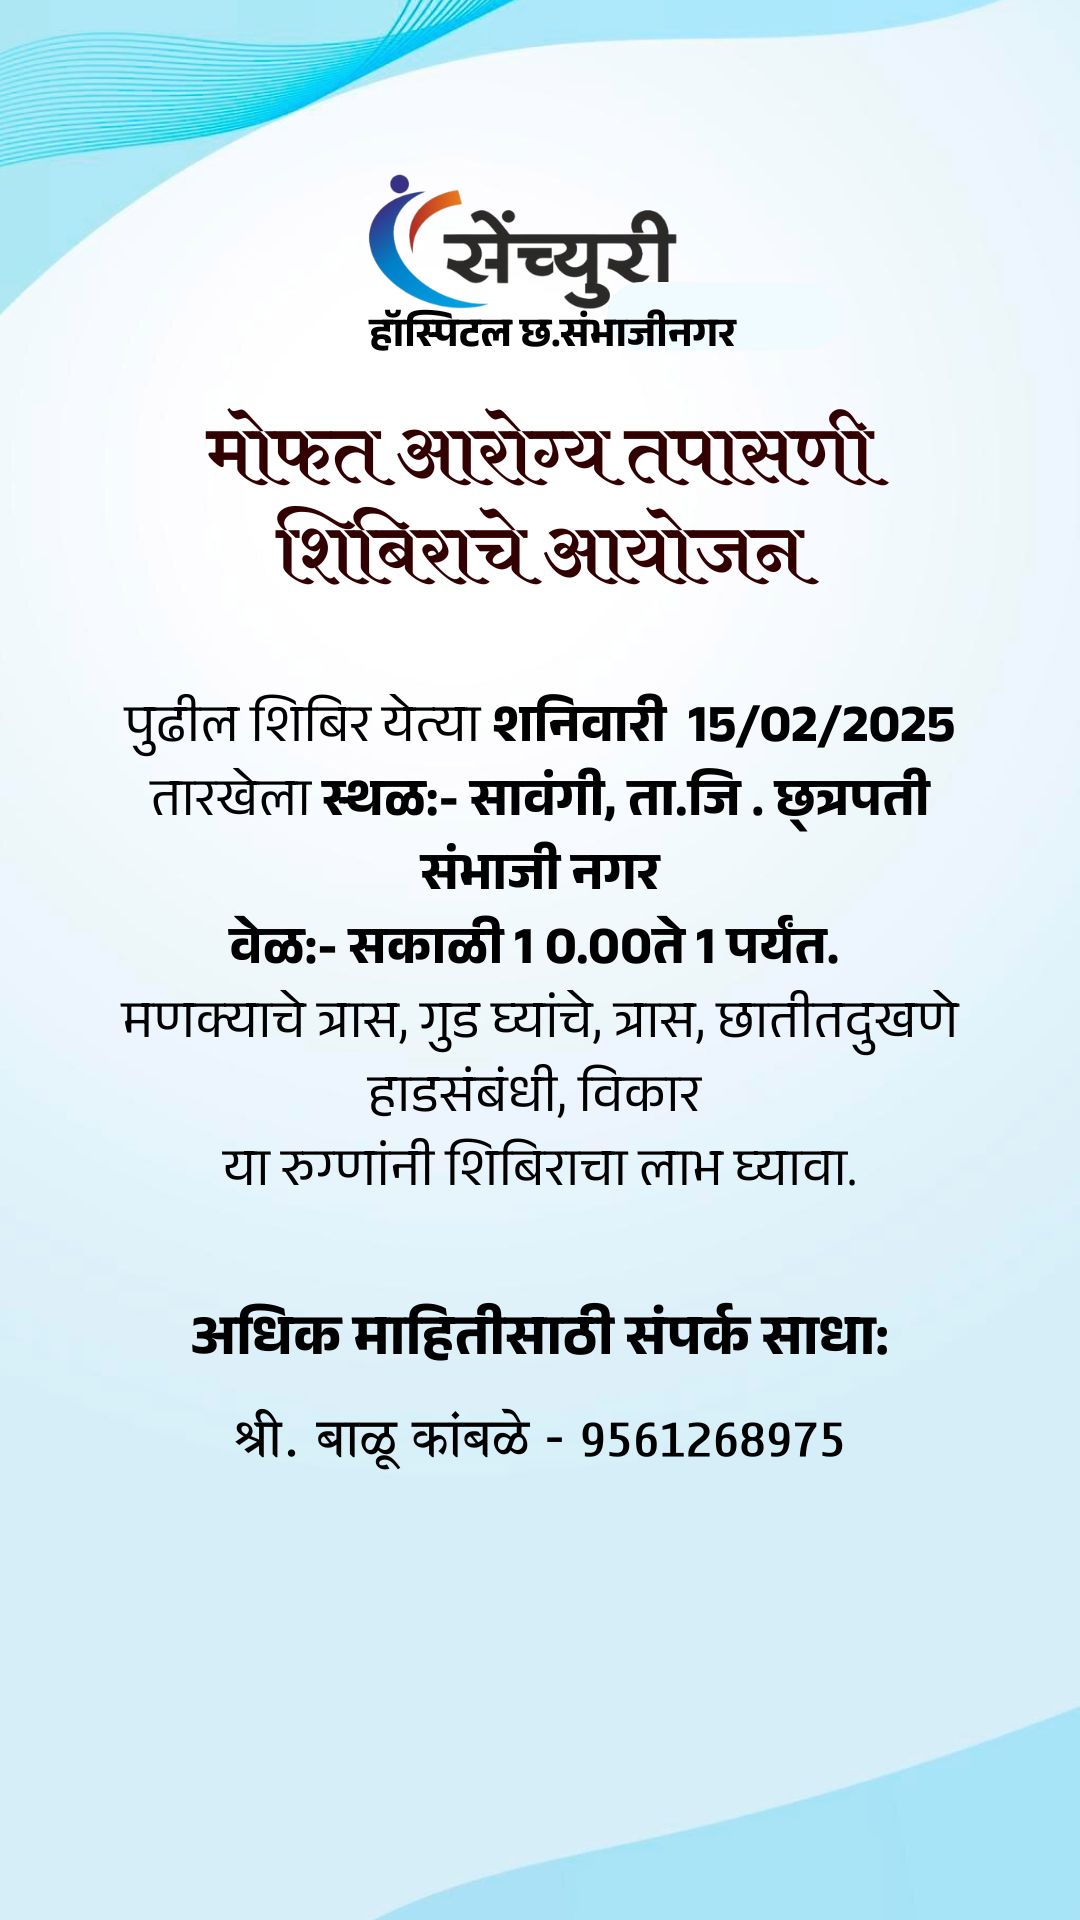 सेंच्युरी
हॉस्पिटल छ.संभाजीनगर
मोफत आरोग्य तपासणी
शिबिराचे आयोजन
पुढील शिबिर येत्या शनिवारी 15/02/2025
तारखेला स्थळ:- सावंगी, ता.जि . छ्त्रपती
संभाजी नगर
वेळ:- सकाळी 1 0.00ते 1 पर्यंत.
मणक्याचे त्रास, गुड घ्यांचे, त्रास, छातीतदुखणे
हाडसंबंधी, विकार
या रुग्णांनी शिबिराचा लाभ घ्यावा.
अधिक माहितीसाठी संपर्क साधा:
श्री. बाळू कांबळे - 9561268975